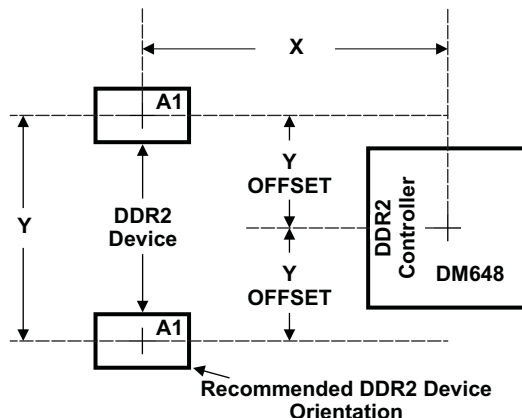 X
A1
Y
OFFSET
Y
DDR2
Device
DDR2
Controller
DM648
Y
OFFSET
A1
Recommended DDR2 Device
Orientation